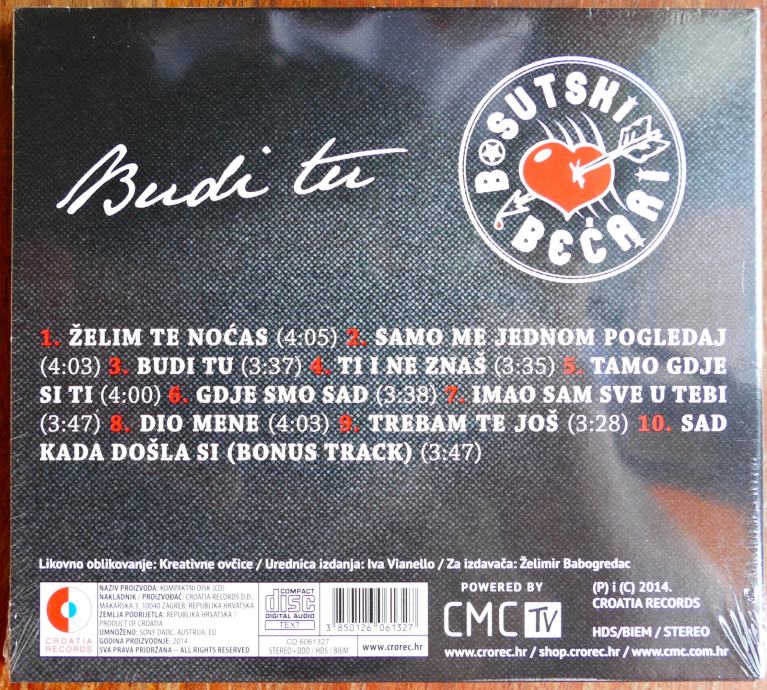 Budi tu
BOSUTSKI
BEĆARI
1. ŽELIM TE NOĆAS (4:05) 2. SAMO ME JEDNOM POGLEDAJ
(4:03) 3. BUDI TU (3:37) 4. TI I NE ZNAŠ (3:35) 5. TAMO GDJE
SI TI (4:00) 6. GDJE SMO SAD (3:38) 7. IMAO SAM SVE U TEBI
(3:47) 8. DIO MENE (4:03) 9. TREBAM TE JOŠ (3:28) 10. SAD
KADA DOŠLA SI (BONUS TRACK) (3:47)
Likovno oblikovanje: Kreativne ovčice / Urednica izdanja: Iva Vianello / Za izdavača: Želimir Babogredac
CROATIA
RECORDS
NAZIV PROIZVODA: KOMPAKTNI DISK (CD)
NAKLADNIK / PROIZVOĐAČ: CROATIA RECORDS D.D.,
MAKARSKA 3, 10040 ZAGREB, REPUBLIKA HRVATSKA
ZEMLJA PODRIJETLA: REPUBLIKA HRVATSKA /
PRODUCT OF CROATIA
UMNOŽENO: SONY DADC, AUSTRIJA, EU
GODINA PROIZVODNJE: 2014
SVA PRAVA PRIDRŽANA – ALL RIGHTS RESERVED
COMPACT
disc
DIGITAL AUDIO
TEXT
CD 6061327
STEREO • DDD / HDS / BIEM
3 850126 061327
www.crorec.hr
POWERED BY
CMC TV
(P) i (C) 2014.
CROATIA RECORDS
HDS/BIEM / STEREO
www.crorec.hr / shop.crorec.hr / www.cmc.com.hr